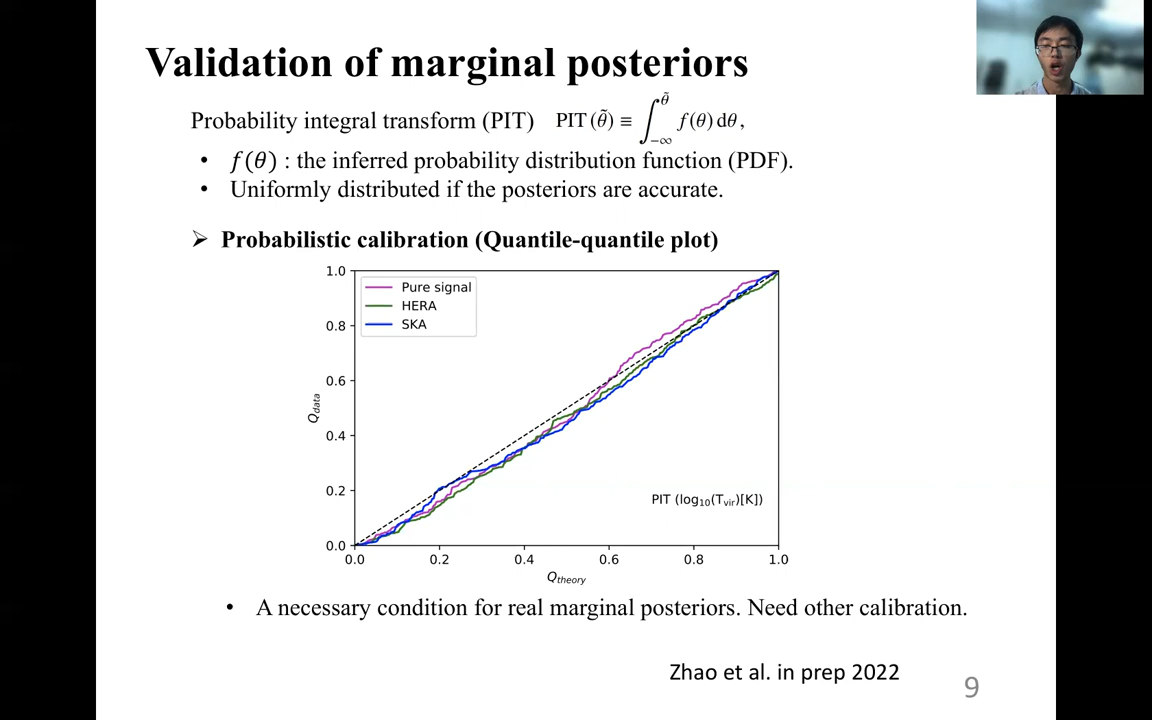 Validation of marginal posteriors
Probability integral transform (PIT) PIT (θ̃) ≡ ∫_{−∞}^{θ̃} f(θ) dθ,
• f(θ) : the inferred probability distribution function (PDF).
• Uniformly distributed if the posteriors are accurate.
➢ Probabilistic calibration (Quantile-quantile plot)
1.0
Pure signal
HERA
SKA
0.8
0.6
Q_data
0.4
0.2
PIT (log₁₀(T_vir)[K])
0.0
0.0 0.2 0.4 0.6 0.8 1.0
Q_theory
• A necessary condition for real marginal posteriors. Need other calibration.
Zhao et al. in prep 2022
9